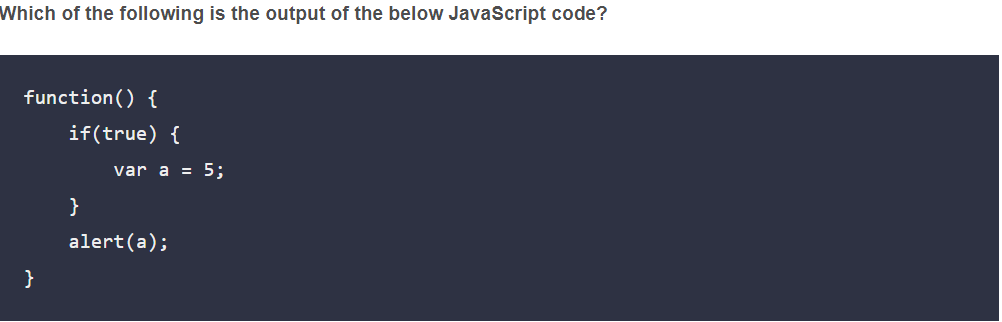 Which of the following is the output of the below JavaScript code?
function() {
    if(true) {
        var a = 5;
    }
    alert(a);
}